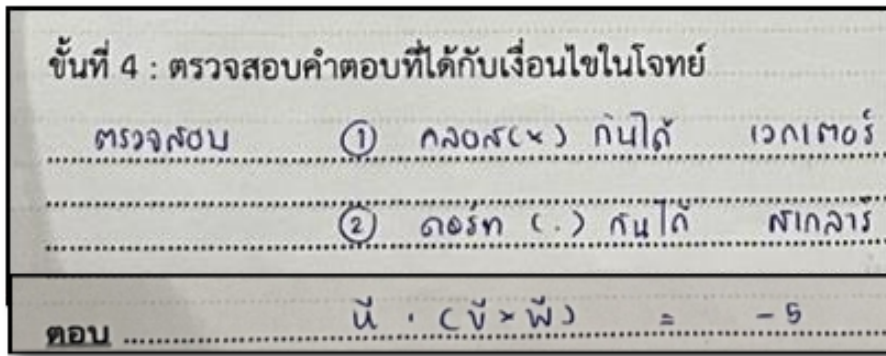 ขั้นที่ 4 : ตรวจสอบคำตอบที่ได้กับเงื่อนไขในโจทย์
ตรวจสอบ ① ครอส(×) กันได้ เวกเตอร์
② ดอร์ท (.) กันได้ สเกลาร์
ตอบ = -5